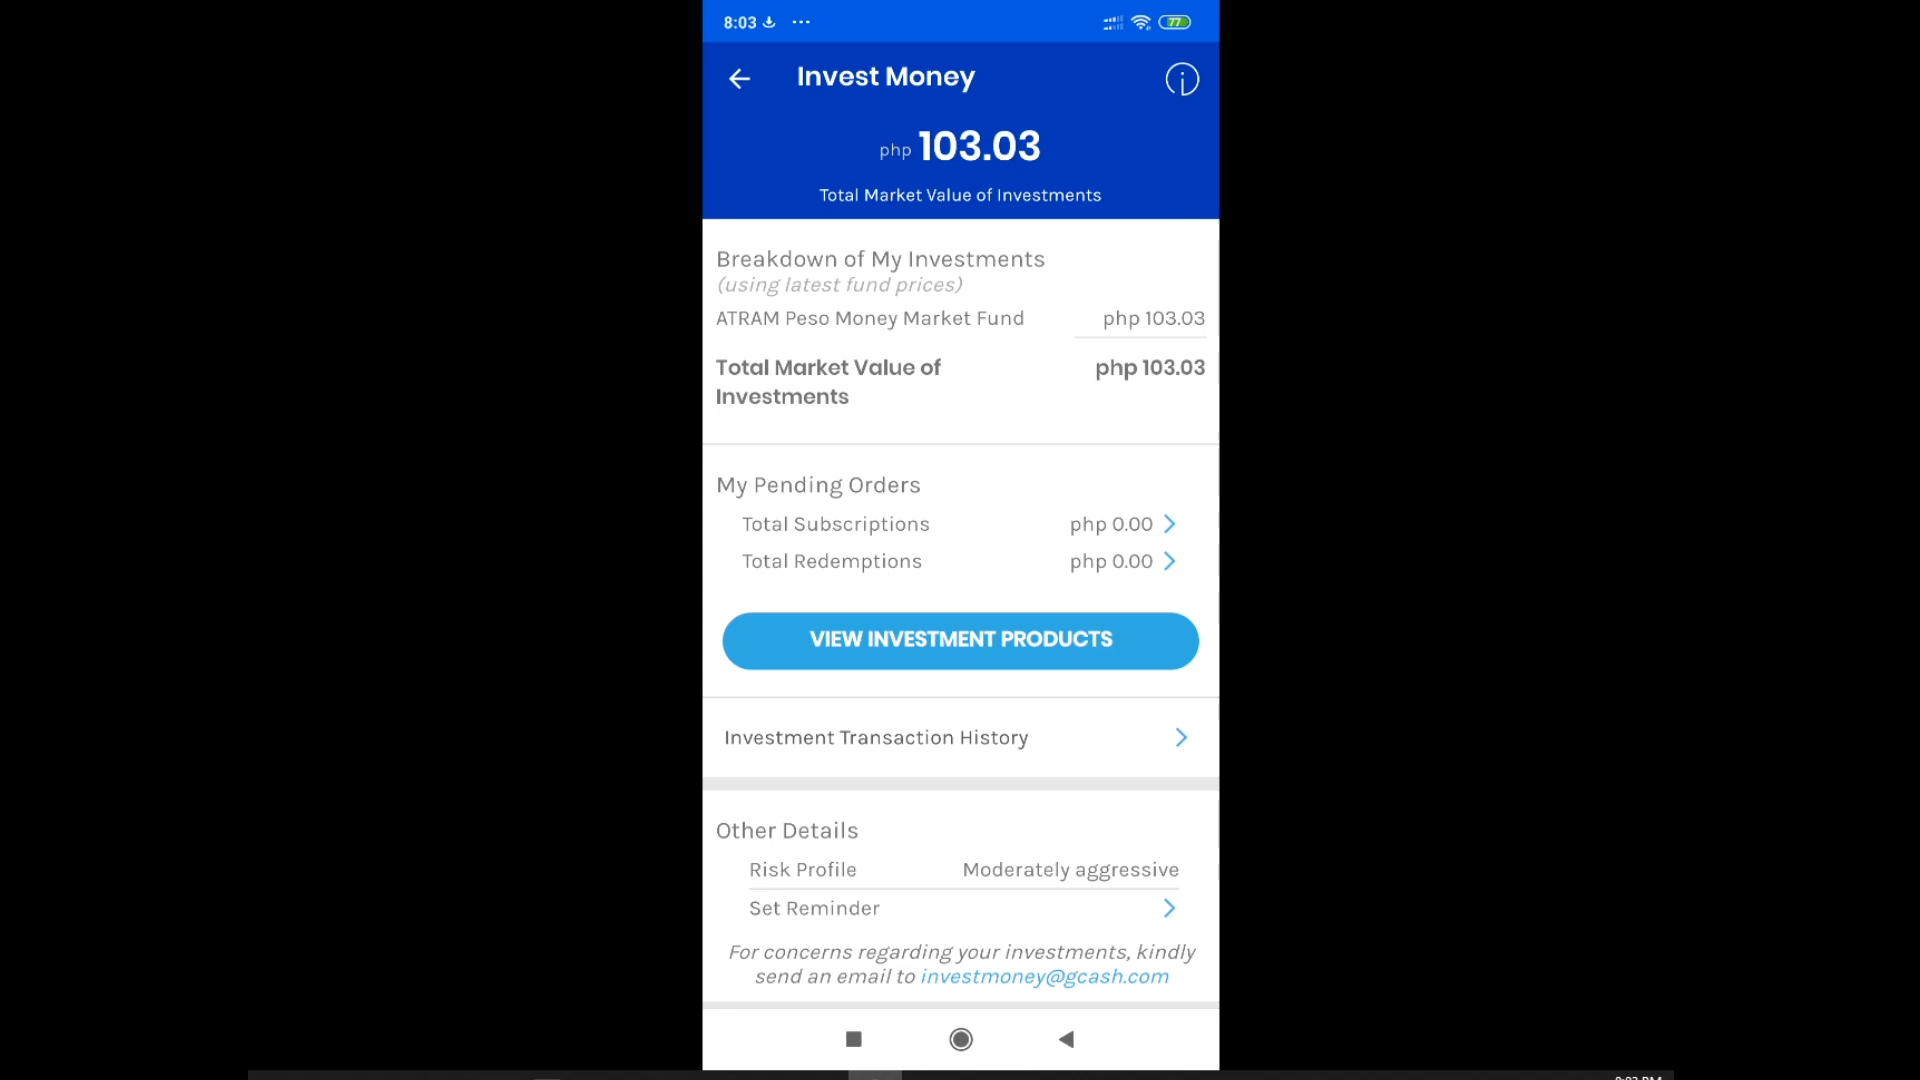 8:03 ...
77
Invest Money
php 103.03
Total Market Value of Investments
Breakdown of My Investments
(using latest fund prices)
ATRAM Peso Money Market Fund php 103.03
Total Market Value of php 103.03
Investments
My Pending Orders
Total Subscriptions php 0.00
Total Redemptions php 0.00
VIEW INVESTMENT PRODUCTS
Investment Transaction History
Other Details
Risk Profile Moderately aggressive
Set Reminder
For concerns regarding your investments, kindly
send an email to investmoney@gcash.com